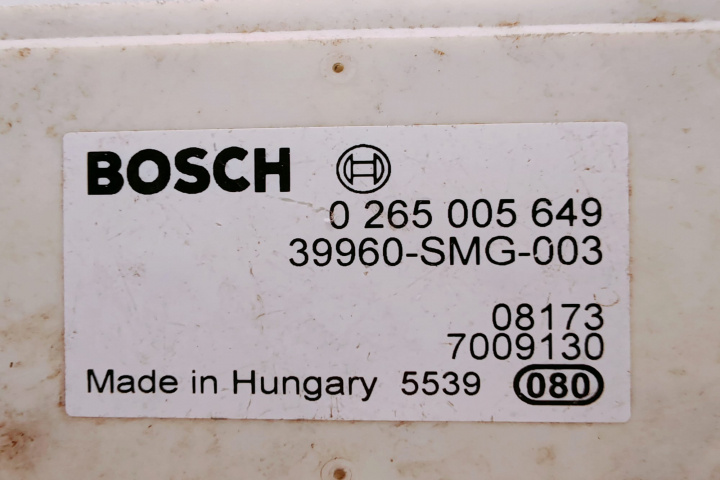 BOSCH
0 265 005 649
39960-SMG-003
08173
7009130
Made in Hungary 5539 080